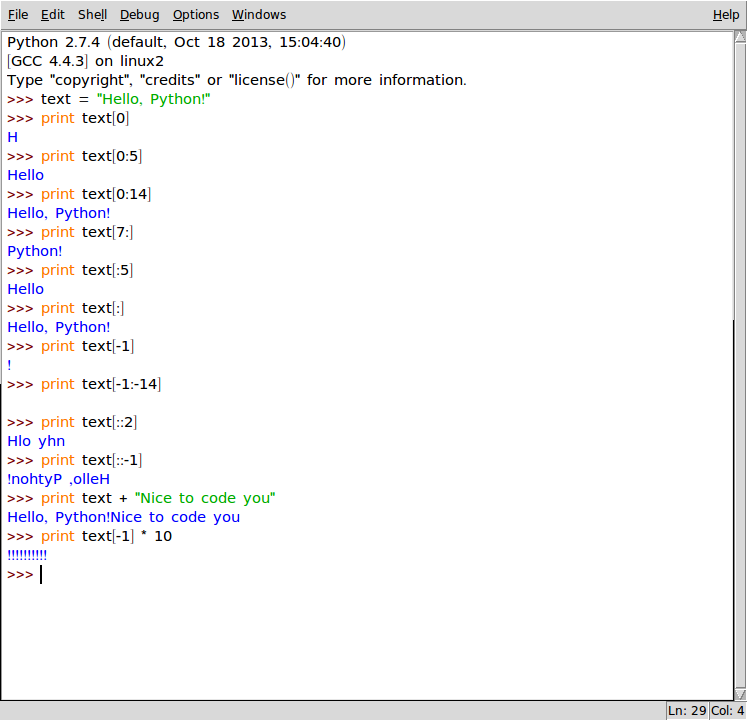 File Edit Shell Debug Options Windows Help
Python 2.7.4 (default, Oct 18 2013, 15:04:40)
[GCC 4.4.3] on linux2
Type "copyright", "credits" or "license()" for more information.
>>> text = "Hello, Python!"
>>> print text[0]
H
>>> print text[0:5]
Hello
>>> print text[0:14]
Hello, Python!
>>> print text[7:]
Python!
>>> print text[:5]
Hello
>>> print text[:]
Hello, Python!
>>> print text[-1]
!
>>> print text[-1:-14]

>>> print text[::2]
Hlo yhn
>>> print text[::-1]
!nohtyP ,olleH
>>> print text + "Nice to code you"
Hello, Python!Nice to code you
>>> print text[-1] * 10
!!!!!!!!!!
>>>
Ln: 29 Col: 4